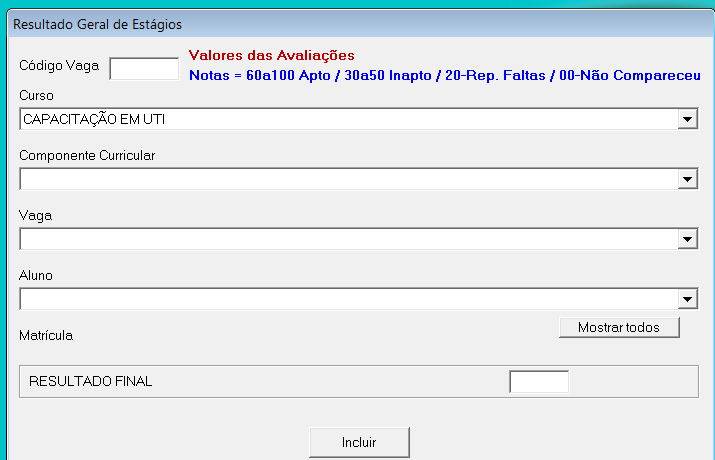 Resultado Geral de Estágios
Valores das Avaliações
Código Vaga
Notas = 60a100 Apto / 30a50 Inapto / 20-Rep. Faltas / 00-Não Compareceu
Curso
CAPACITAÇÃO EM UTI
Componente Curricular
Vaga
Aluno
Mostrar todos
Matrícula
RESULTADO FINAL
Incluir